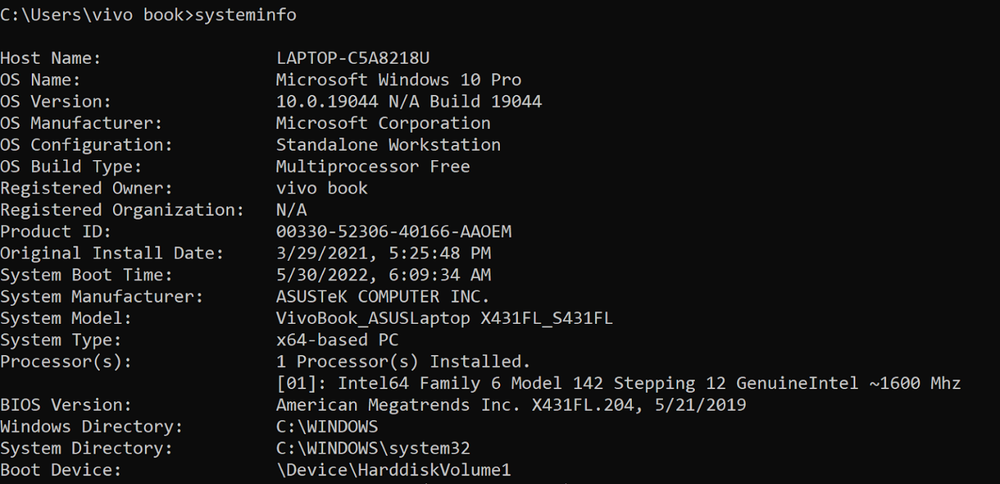 C:\Users\vivo book>systeminfo
Host Name: LAPTOP-C5A8218U
OS Name: Microsoft Windows 10 Pro
OS Version: 10.0.19044 N/A Build 19044
OS Manufacturer: Microsoft Corporation
OS Configuration: Standalone Workstation
OS Build Type: Multiprocessor Free
Registered Owner: vivo book
Registered Organization: N/A
Product ID: 00330-52306-40166-AAOEM
Original Install Date: 3/29/2021, 5:25:48 PM
System Boot Time: 5/30/2022, 6:09:34 AM
System Manufacturer: ASUSTeK COMPUTER INC.
System Model: VivoBook_ASUSLaptop X431FL_S431FL
System Type: x64-based PC
Processor(s): 1 Processor(s) Installed.
[01]: Intel64 Family 6 Model 142 Stepping 12 GenuineIntel ~1600 Mhz
BIOS Version: American Megatrends Inc. X431FL.204, 5/21/2019
Windows Directory: C:\WINDOWS
System Directory: C:\WINDOWS\system32
Boot Device: \Device\HarddiskVolume1